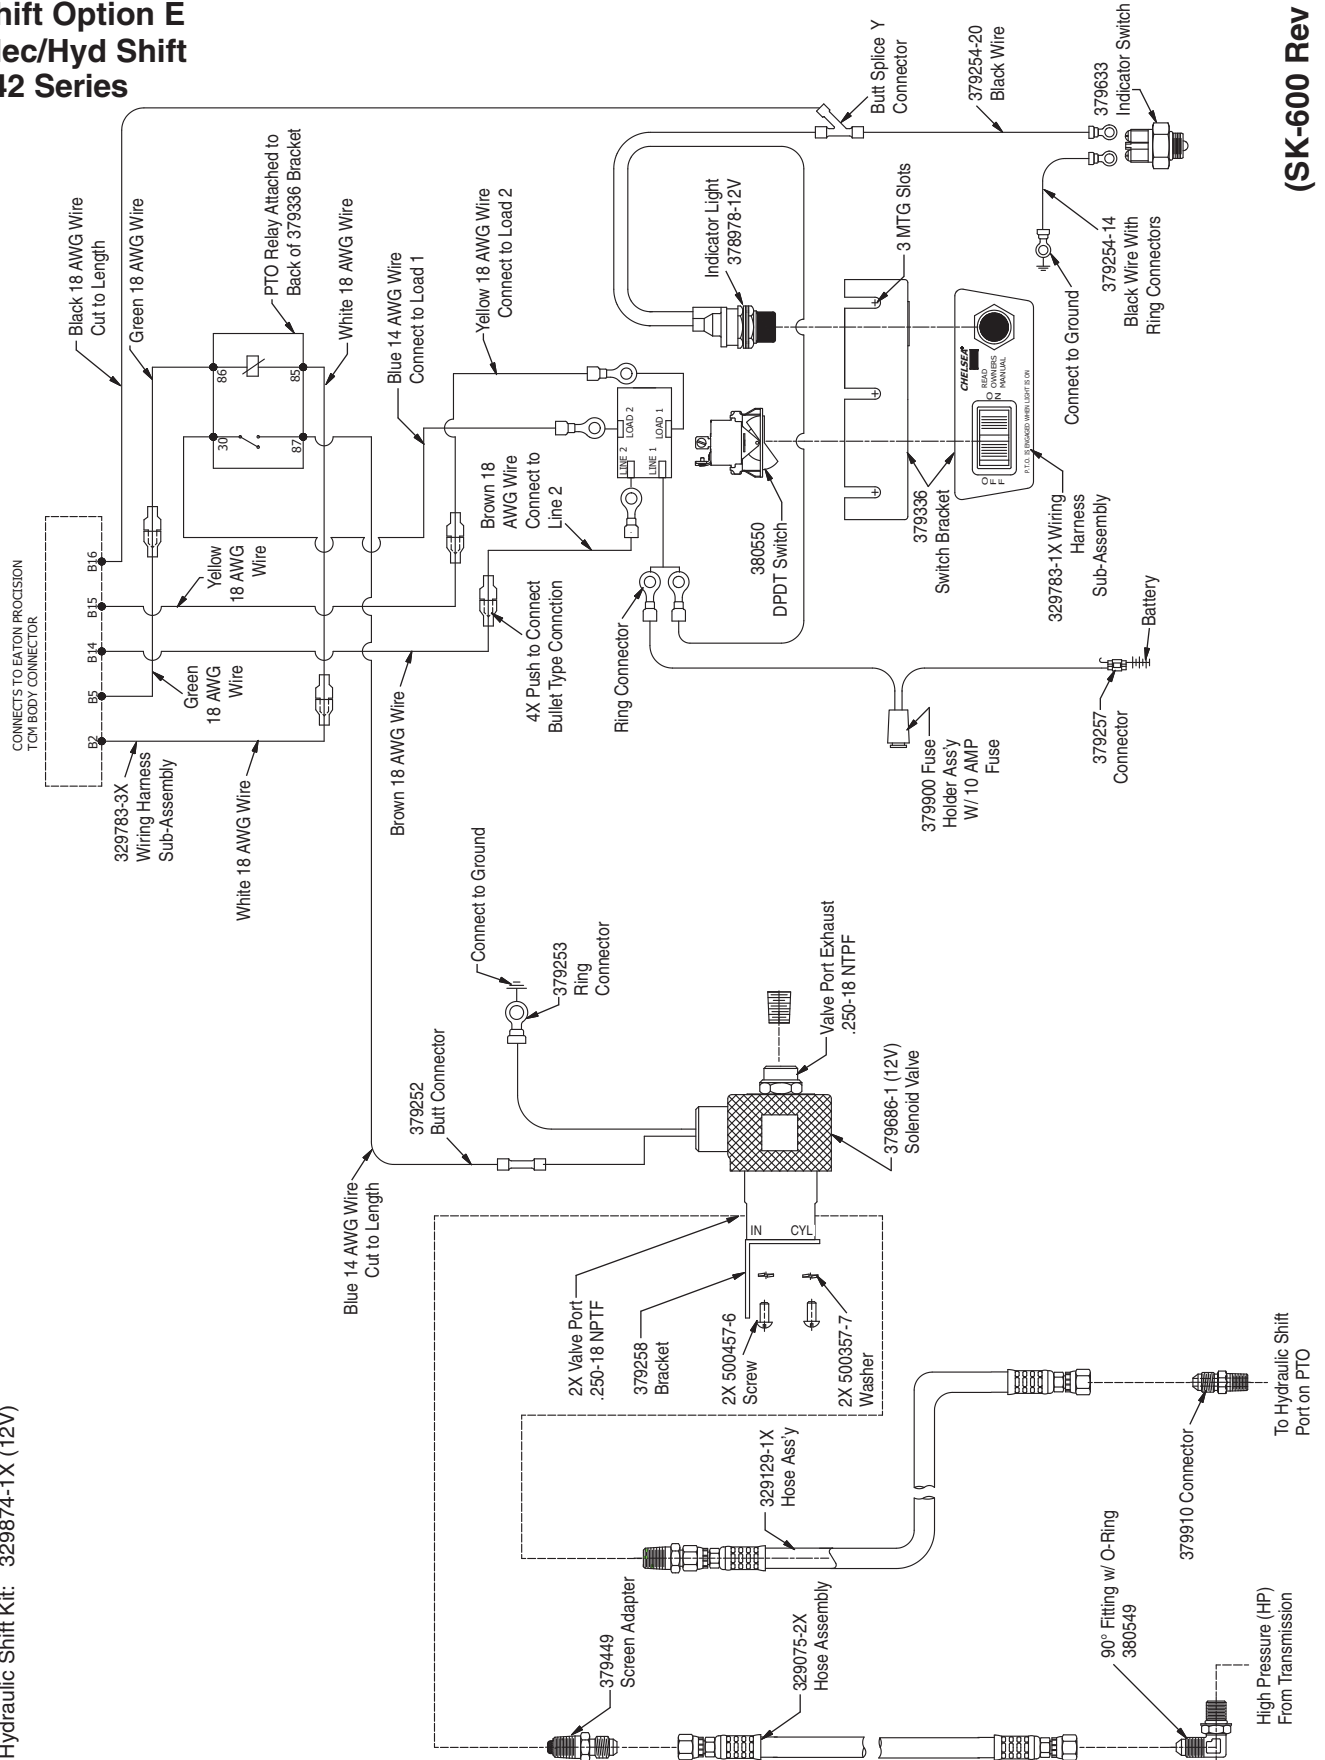 hift Option E
lec/Hyd Shift
42 Series
Hydraulic Shift Kit: 329874-1X (12V)
(SK-600 Rev
CONNECTS TO EATON PROCISION
TCM BODY CONNECTOR
B2
B5
B14
B15
B16
Black 18 AWG Wire
Cut to Length
Green 18 AWG Wire
PTO Relay Attached to
Back of 379336 Bracket
White 18 AWG Wire
86
85
30
87
Blue 14 AWG Wire
Connect to Load 1
Yellow 18 AWG Wire
Connect to Load 2
Yellow
18 AWG
Wire
Green
18 AWG
Wire
329783-3X
Wiring Harness
Sub-Assembly
White 18 AWG Wire
Brown 18 AWG Wire
Brown 18
AWG Wire
Connect to
Line 2
4X Push to Connect
Bullet Type Connction
LINE 2
LOAD 2
LINE 1
LOAD 1
Ring Connector
380550
DPDT Switch
Indicator Light
378978-12V
3 MTG Slots
379336
Switch Bracket
CHELSEA
READ
OWNERS
MANUAL
ON
OFF
P.T.O. IS ENGAGED WHEN LIGHT IS ON
329783-1X Wiring
Harness
Sub-Assembly
Butt Splice Y
Connector
379254-20
Black Wire
379633
Indicator Switch
379254-14
Black Wire With
Ring Connectors
Connect to Ground
379900 Fuse
Holder Ass'y
W/ 10 AMP
Fuse
379257
Connector
Battery
Connect to Ground
379253
Ring
Connector
379252
Butt Connector
Blue 14 AWG Wire
Cut to Length
Valve Port Exhaust
.250-18 NTPF
379686-1 (12V)
Solenoid Valve
IN
CYL
2X Valve Port
.250-18 NPTF
379258
Bracket
2X 500457-6
Screw
2X 500357-7
Washer
329129-1X
Hose Ass'y
379449
Screen Adapter
329075-2X
Hose Assembly
90° Fitting w/ O-Ring
380549
379910 Connector
High Pressure (HP)
From Transmission
To Hydraulic Shift
Port on PTO